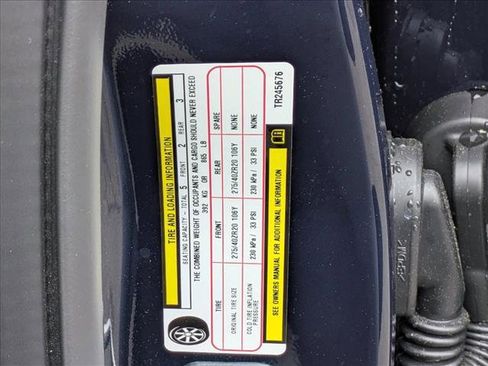 TIRE AND LOADING INFORMATION
SEATING CAPACITY - TOTAL 5 FRONT 2 REAR 3
THE COMBINED WEIGHT OF OCCUPANTS AND CARGO SHOULD NEVER EXCEED
392 KG OR 865 LB
TIRE FRONT REAR SPARE
ORIGINAL TIRE SIZE 275/40ZR20 106Y 275/40ZR20 106Y NONE
COLD TIRE INFLATION PRESSURE 230 kPa / 33 PSI 230 kPa / 33 PSI NONE
SEE OWNERS MANUAL FOR ADDITIONAL INFORMATION
TR245676